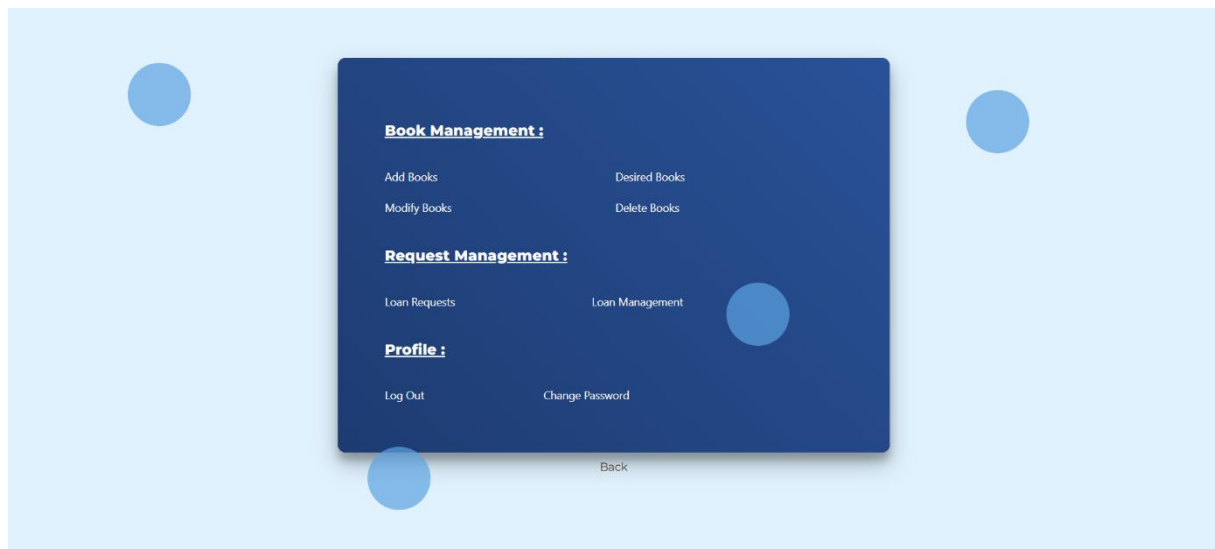 Book Management :
Add Books Desired Books
Modify Books Delete Books
Request Management :
Loan Requests Loan Management
Profile :
Log Out Change Password
Back